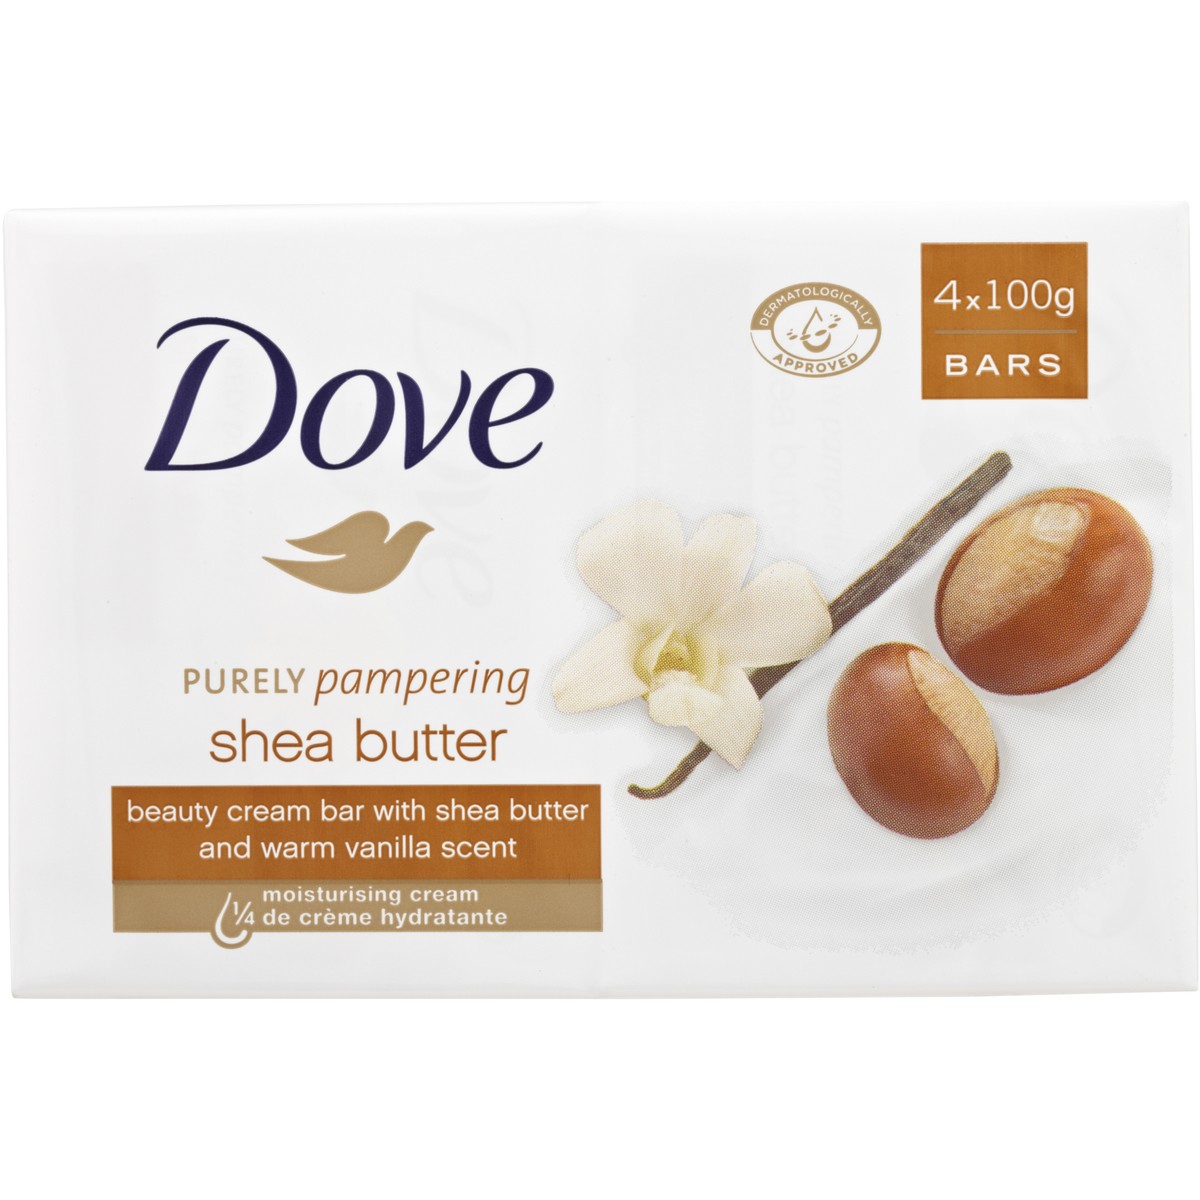 Dove
DERMATOLOGICALLY
APPROVED
4x100g
BARS
PURELY pampering
shea butter
beauty cream bar with shea butter
and warm vanilla scent
1/4 moisturising cream
de crème hydratante